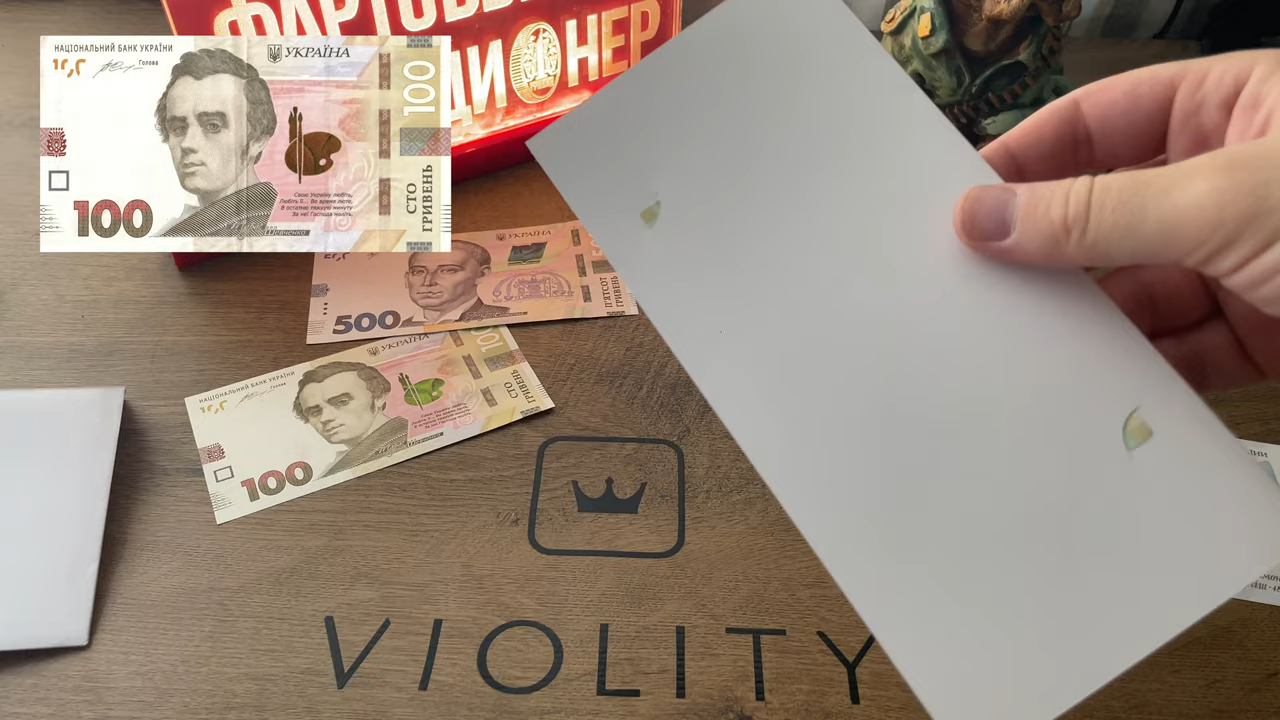 НАЦІОНАЛЬНИЙ БАНК УКРАЇНИ
Голова
УКРАЇНА
100
100
СТО
ГРИВЕНЬ
Свою Україну любіть,
Любіть її... Во время люте,
В остатню тяжкую минуту
За неї Господа моліть.
Шевченко
НЕР
УКРАЇНА
500
П'ЯТСОТ
ГРИВЕНЬ
НАЦІОНАЛЬНИЙ БАНК УКРАЇНИ
Голова
УКРАЇНА
100
100
СТО
ГРИВЕНЬ
VIOLITY